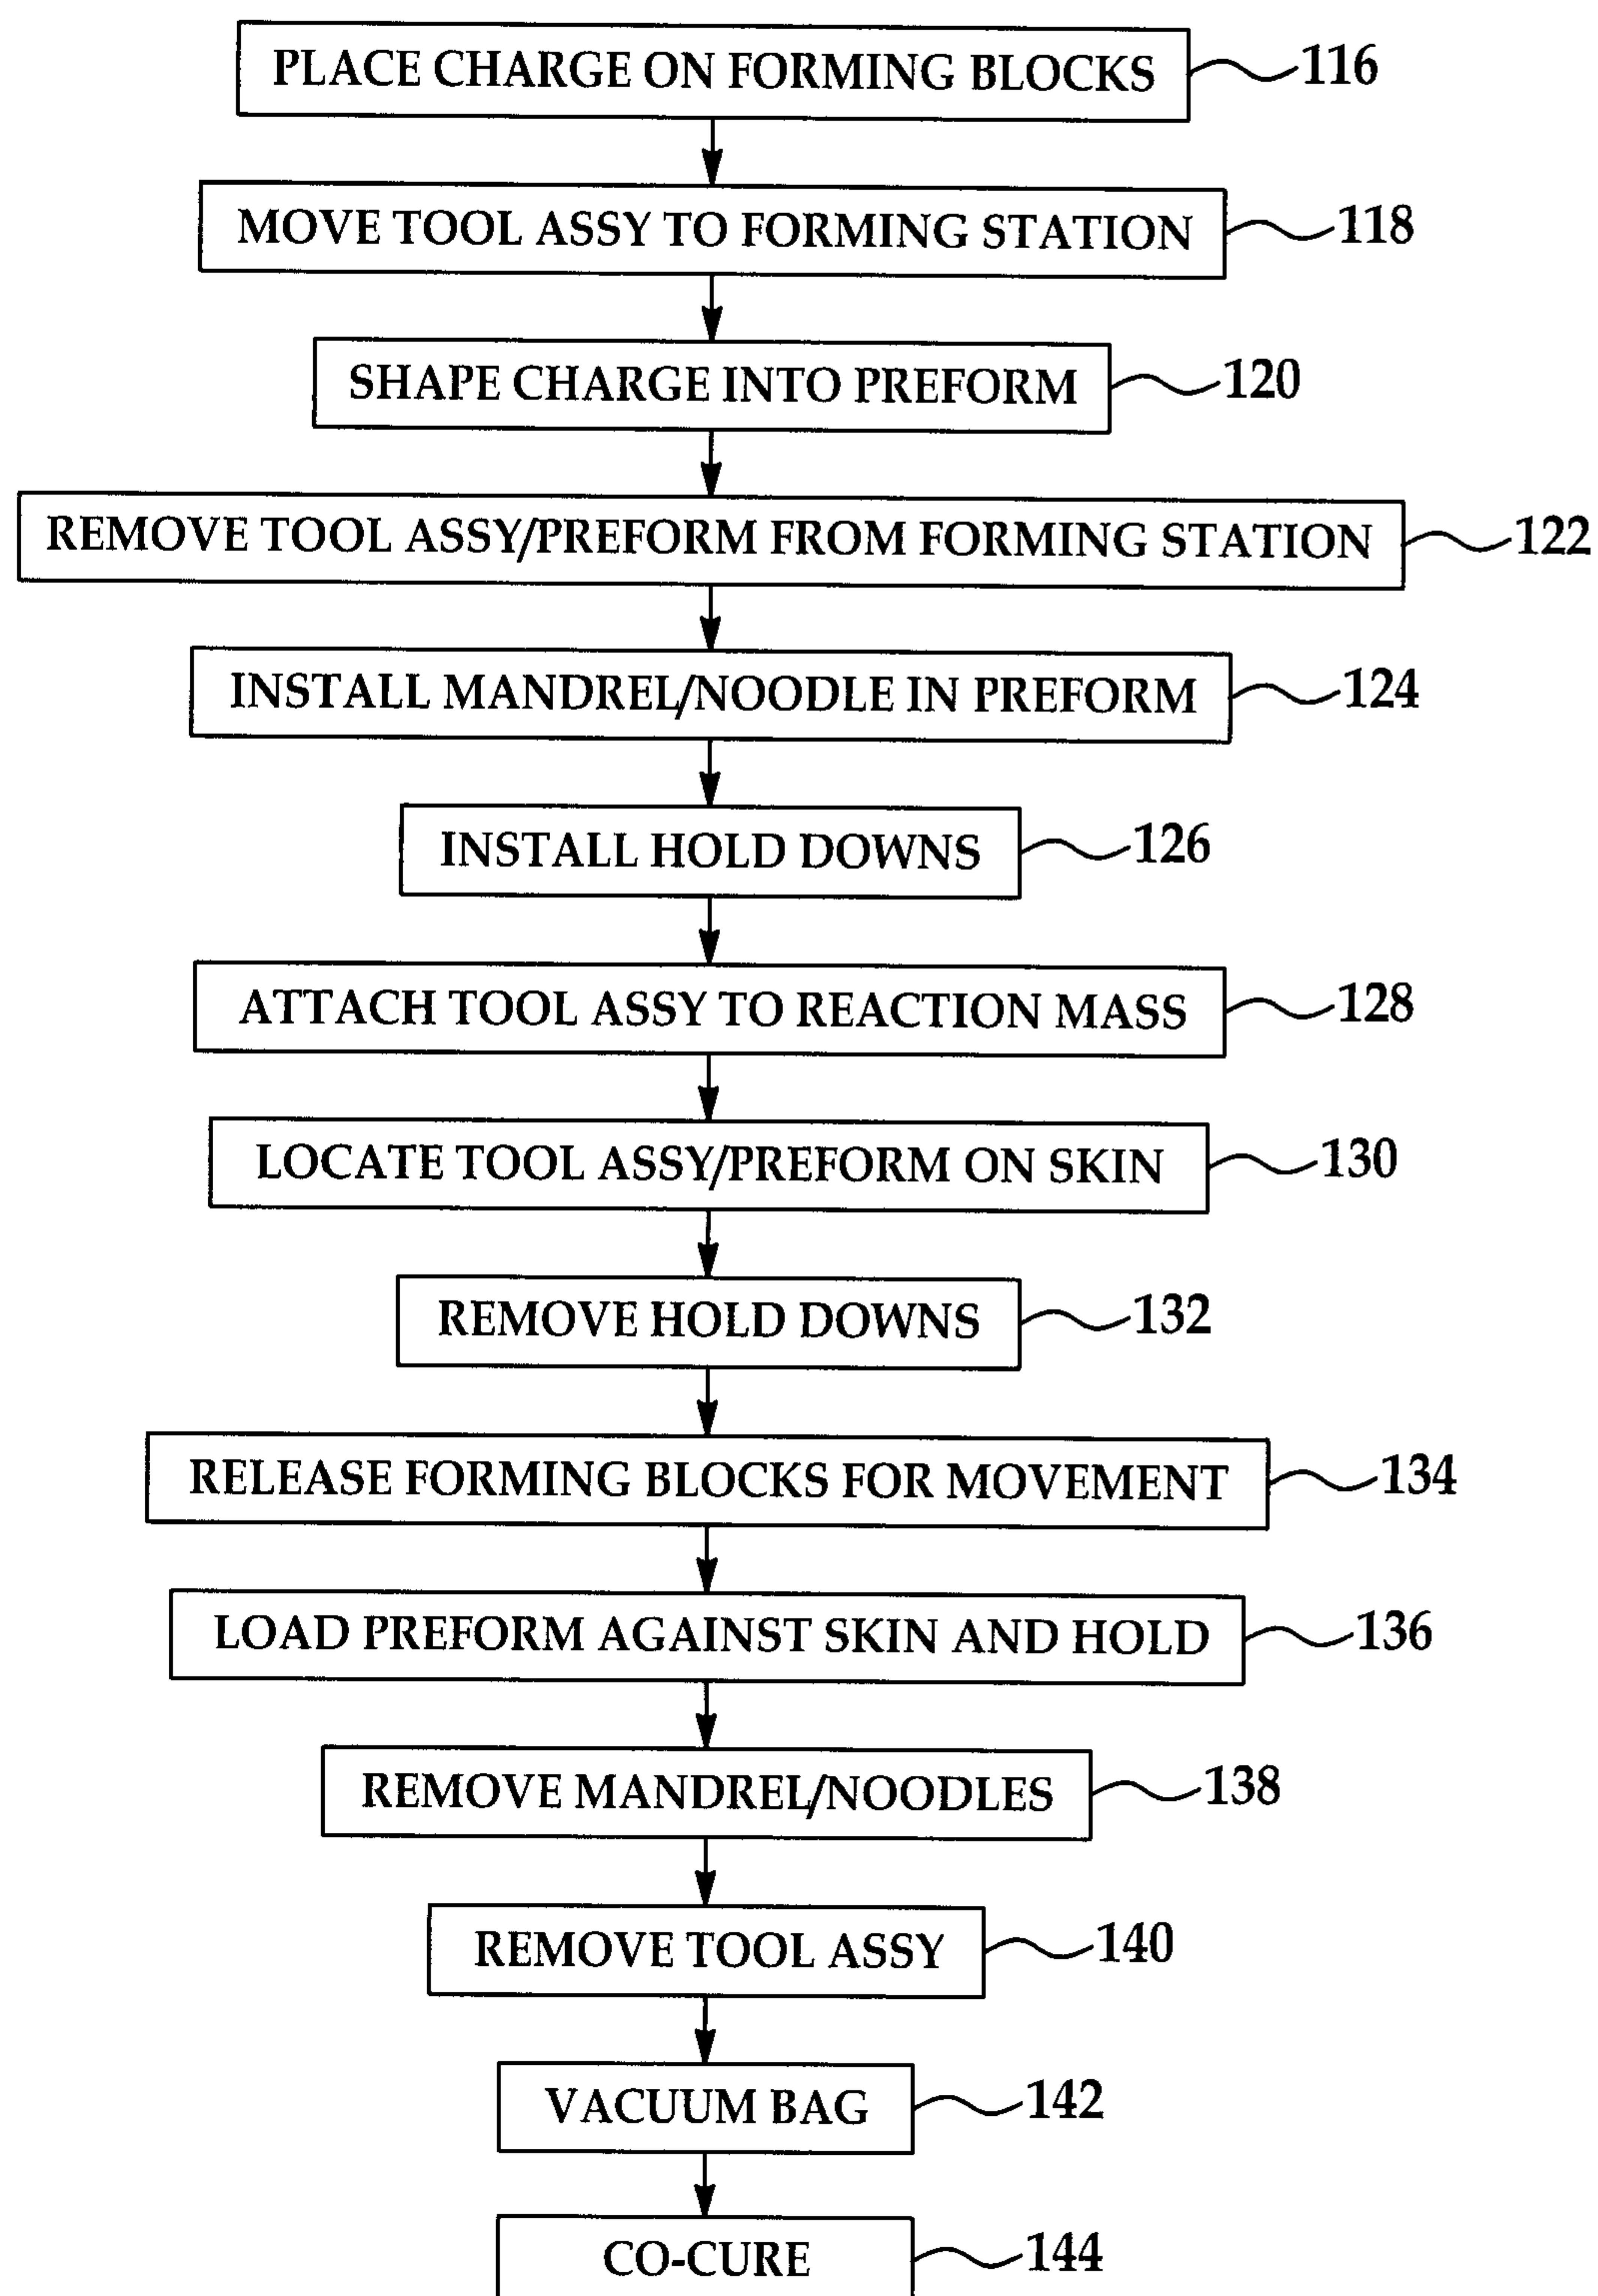 PLACE CHARGE ON FORMING BLOCKS 116
MOVE TOOL ASSY TO FORMING STATION 118
SHAPE CHARGE INTO PREFORM 120
REMOVE TOOL ASSY/PREFORM FROM FORMING STATION 122
INSTALL MANDREL/NOODLE IN PREFORM 124
INSTALL HOLD DOWNS 126
ATTACH TOOL ASSY TO REACTION MASS 128
LOCATE TOOL ASSY/PREFORM ON SKIN 130
REMOVE HOLD DOWNS 132
RELEASE FORMING BLOCKS FOR MOVEMENT 134
LOAD PREFORM AGAINST SKIN AND HOLD 136
REMOVE MANDREL/NOODLES 138
REMOVE TOOL ASSY 140
VACUUM BAG 142
CO-CURE 144